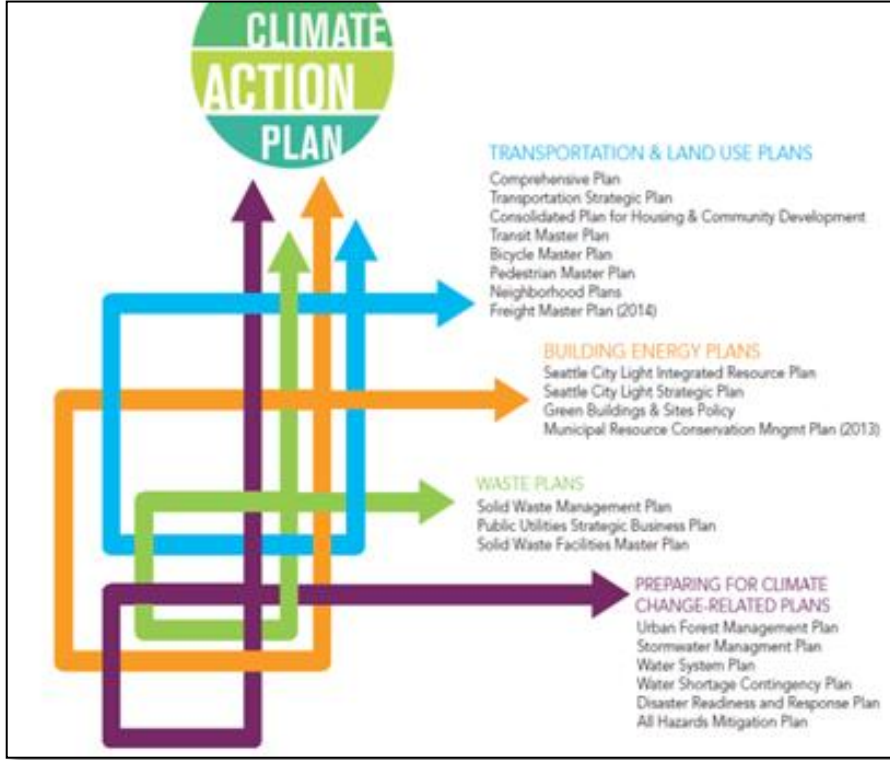 CLIMATE
ACTION
PLAN
TRANSPORTATION & LAND USE PLANS
Comprehensive Plan
Transportation Strategic Plan
Consolidated Plan for Housing & Community Development
Transit Master Plan
Bicycle Master Plan
Pedestrian Master Plan
Neighborhood Plans
Freight Master Plan (2014)
BUILDING ENERGY PLANS
Seattle City Light Integrated Resource Plan
Seattle City Light Strategic Plan
Green Buildings & Sites Policy
Municipal Resource Conservation Mngmt Plan (2013)
WASTE PLANS
Solid Waste Management Plan
Public Utilities Strategic Business Plan
Solid Waste Facilities Master Plan
PREPARING FOR CLIMATE
CHANGE-RELATED PLANS
Urban Forest Management Plan
Stormwater Managment Plan
Water System Plan
Water Shortage Contingency Plan
Disaster Readiness and Response Plan
All Hazards Mitigation Plan